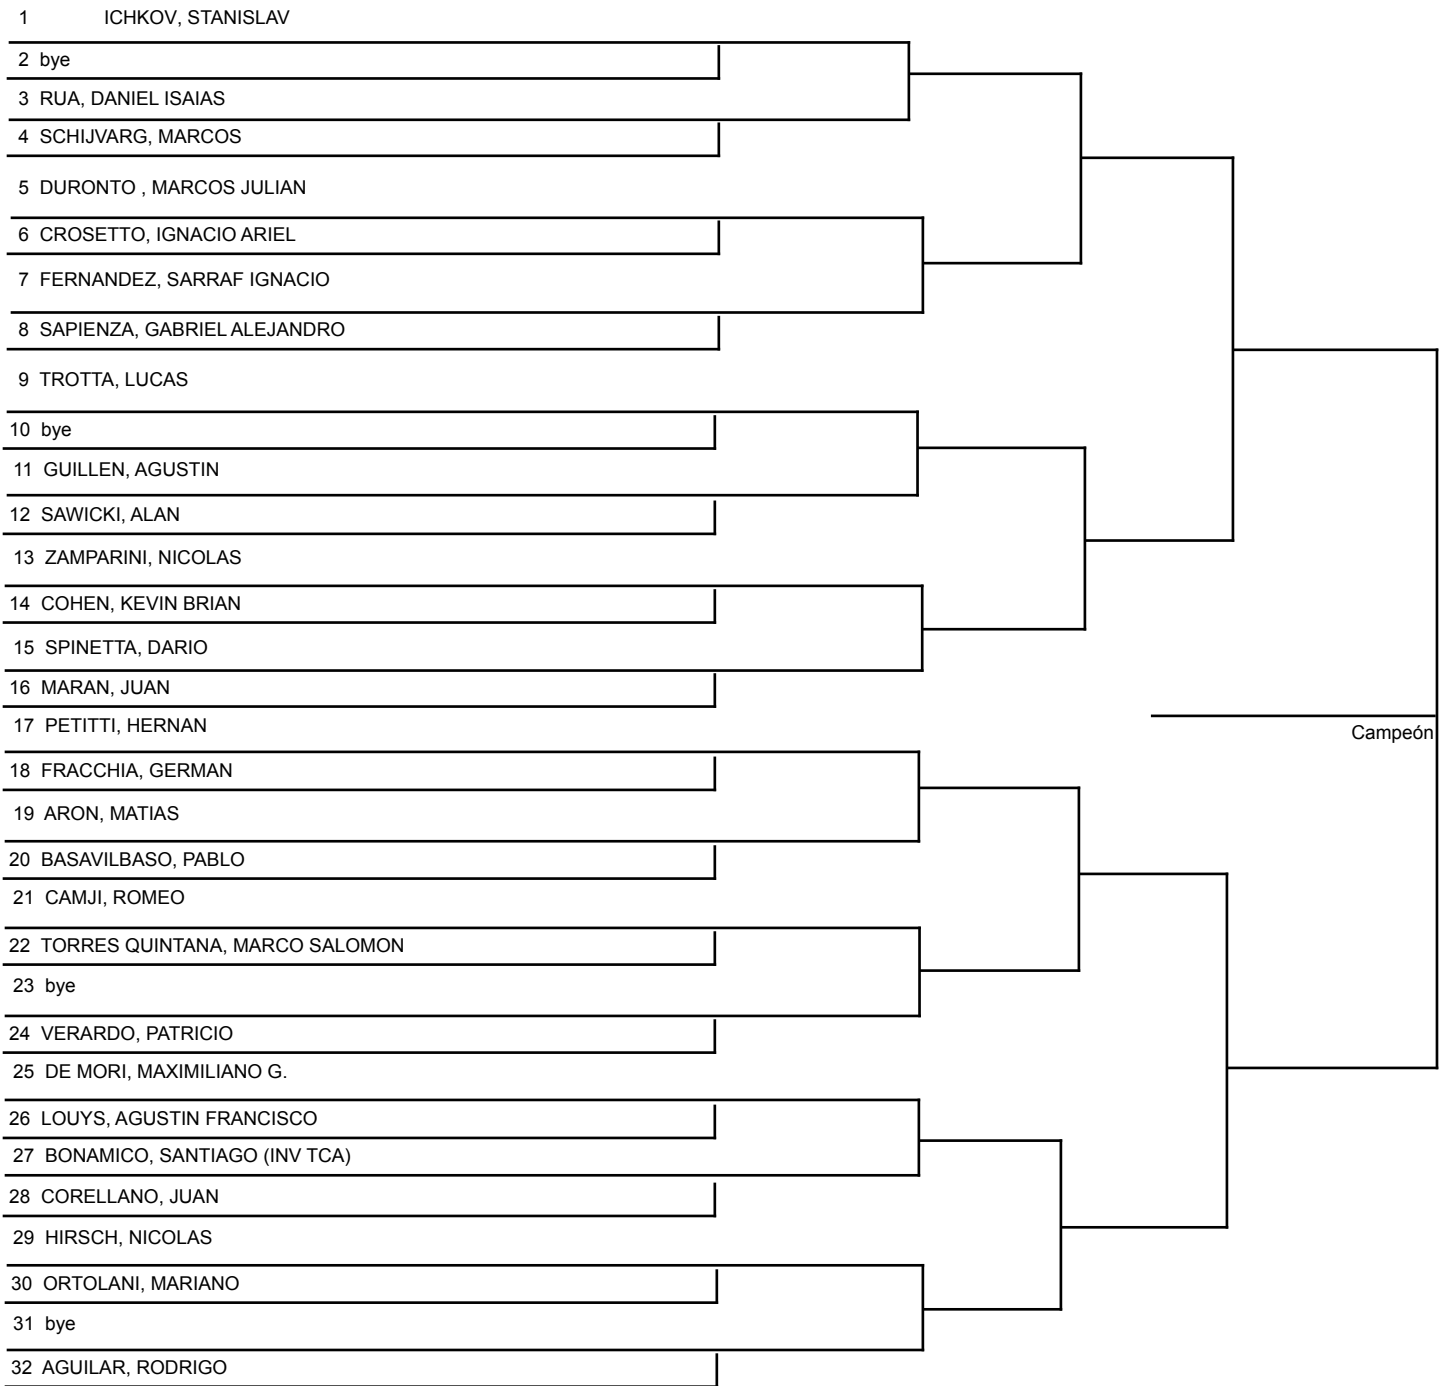 1 ICHKOV, STANISLAV
2 bye
3 RUA, DANIEL ISAIAS
4 SCHIJVARG, MARCOS
5 DURONTO , MARCOS JULIAN
6 CROSETTO, IGNACIO ARIEL
7 FERNANDEZ, SARRAF IGNACIO
8 SAPIENZA, GABRIEL ALEJANDRO
9 TROTTA, LUCAS
10 bye
11 GUILLEN, AGUSTIN
12 SAWICKI, ALAN
13 ZAMPARINI, NICOLAS
14 COHEN, KEVIN BRIAN
15 SPINETTA, DARIO
16 MARAN, JUAN
17 PETITTI, HERNAN
Campeón
18 FRACCHIA, GERMAN
19 ARON, MATIAS
20 BASAVILBASO, PABLO
21 CAMJI, ROMEO
22 TORRES QUINTANA, MARCO SALOMON
23 bye
24 VERARDO, PATRICIO
25 DE MORI, MAXIMILIANO G.
26 LOUYS, AGUSTIN FRANCISCO
27 BONAMICO, SANTIAGO (INV TCA)
28 CORELLANO, JUAN
29 HIRSCH, NICOLAS
30 ORTOLANI, MARIANO
31 bye
32 AGUILAR, RODRIGO